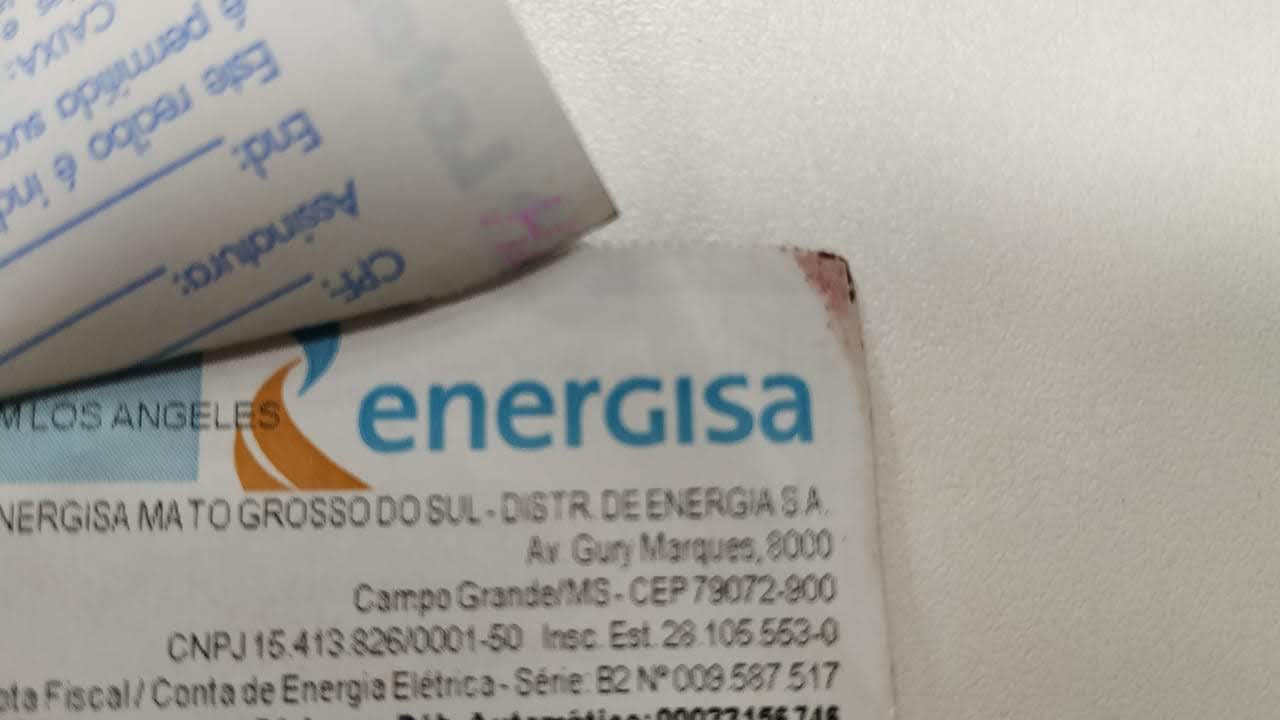 CAIXA:
é permitida
Este recibo é
End:
Assinatura:
CPF:
energisa
M LOS ANGELES
NERGISA MATO GROSSO DO SUL - DISTR. DE ENERGIA S.A.
Av. Gury Marques, 8000
Campo Grande/MS - CEP 79072-900
CNPJ 15.413.826/0001-50 Insc. Est. 28.105.553-0
ota Fiscal / Conta de Energia Elétrica - Série: B2 Nº 009.587.517